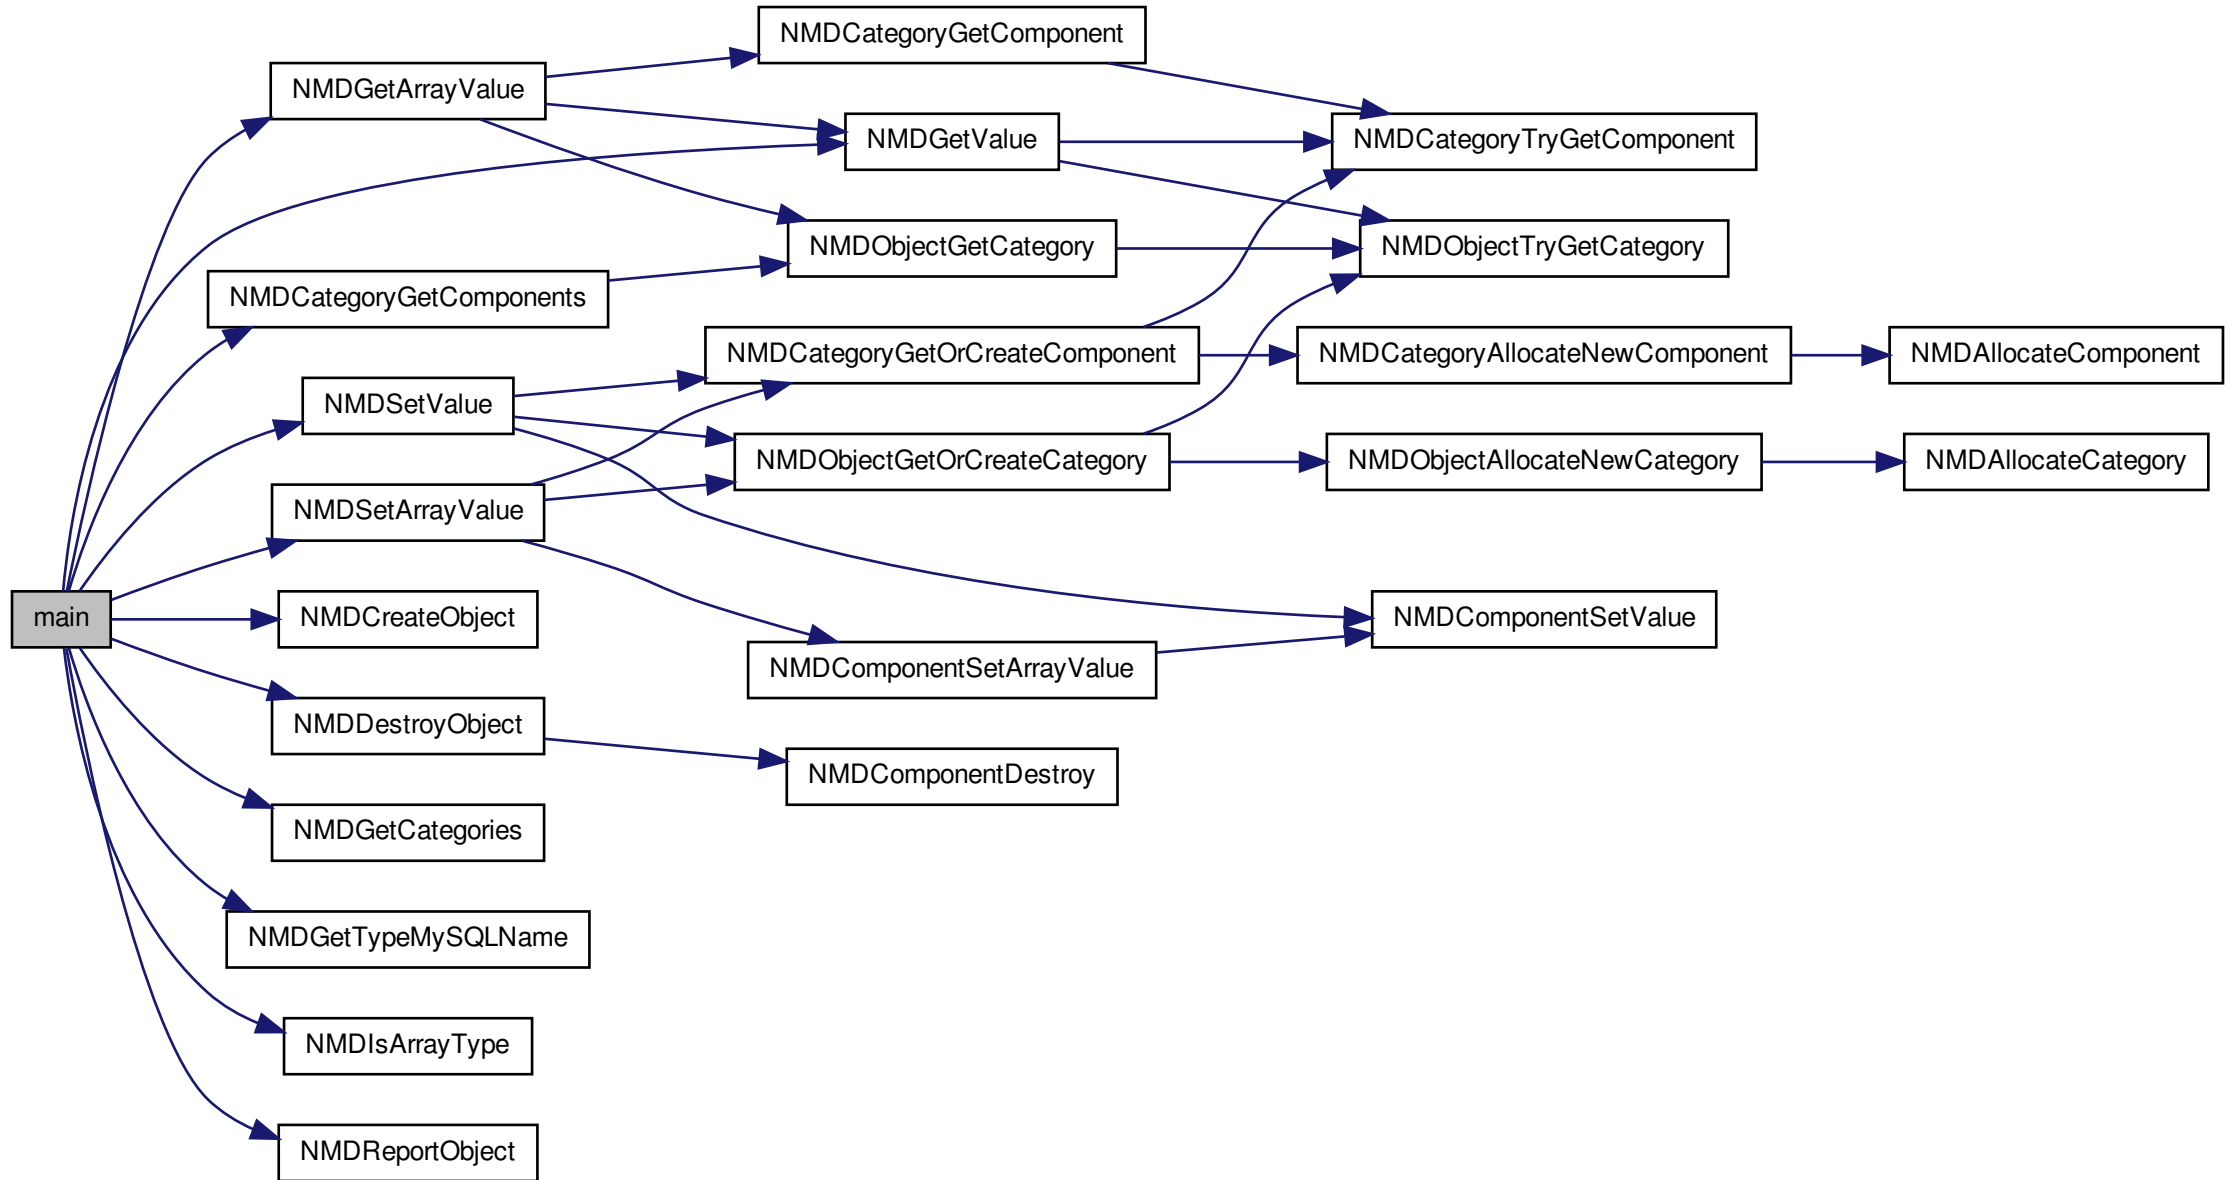 NMDCategoryGetComponent
NMDGetArrayValue
NMDGetValue
NMDCategoryTryGetComponent
NMDObjectGetCategory
NMDObjectTryGetCategory
NMDCategoryGetComponents
NMDCategoryGetOrCreateComponent
NMDCategoryAllocateNewComponent
NMDAllocateComponent
NMDSetValue
NMDObjectGetOrCreateCategory
NMDObjectAllocateNewCategory
NMDAllocateCategory
NMDSetArrayValue
main
NMDCreateObject
NMDComponentSetValue
NMDComponentSetArrayValue
NMDDestroyObject
NMDComponentDestroy
NMDGetCategories
NMDGetTypeMySQLName
NMDIsArrayType
NMDReportObject